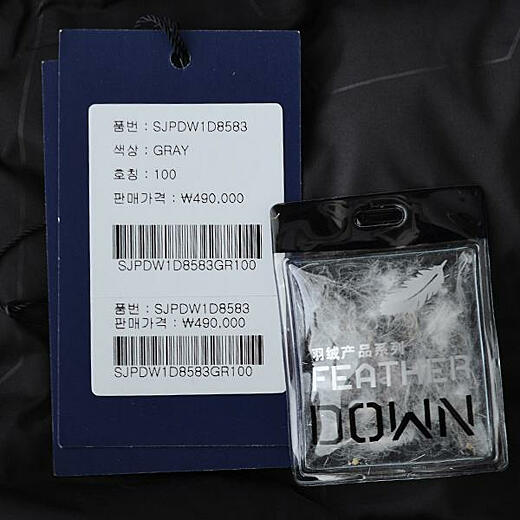 품번 : SJPDW1D8583
색상 : GRAY
호칭 : 100
판매가격 : ₩490,000
SJPDW1D8583GR100
품번 : SJPDW1D8583
판매가격 : ₩490,000
SJPDW1D8583GR100
羽绒产品系列
FEATHER
DOWN